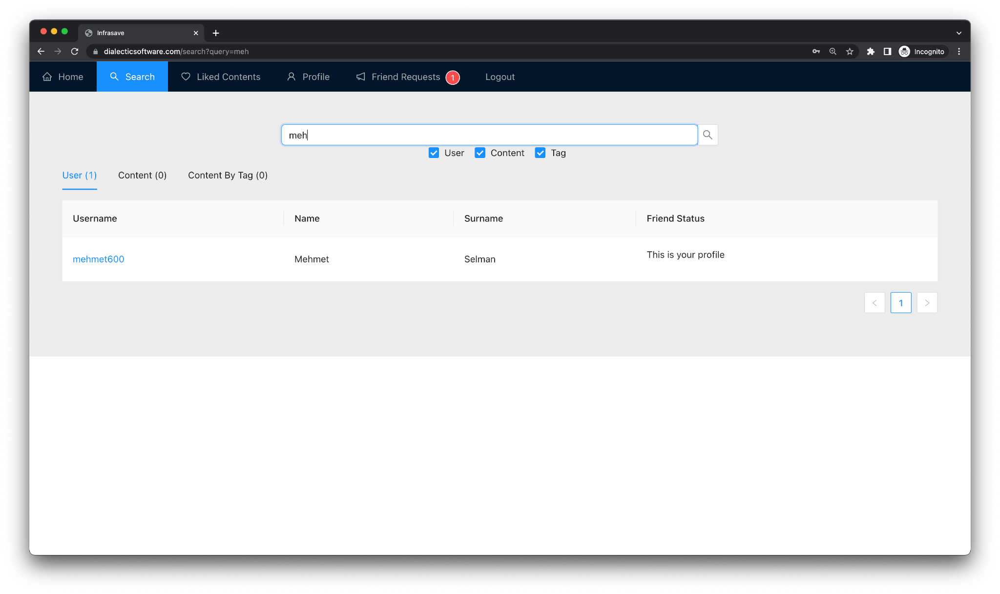 Infrasave
dialecticsoftware.com/search?query=meh
Incognito
Home
Search
Liked Contents
Profile
Friend Requests 1
Logout
meh
User Content Tag
User (1) Content (0) Content By Tag (0)
Username Name Surname Friend Status
mehmet600 Mehmet Selman This is your profile
< 1 >